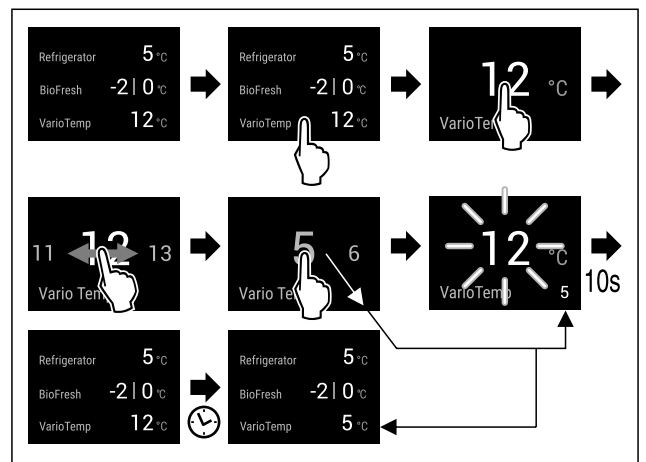 Refrigerator 5 °C
BioFresh -2 | 0 °C
VarioTemp 12 °C
Refrigerator 5 °C
BioFresh -2 | 0 °C
VarioTemp 12 °C
12 °C
VarioTe
11 12 13
Vario Tem
5 6
Vario Te
12 °C
VarioTemp 5
10s
Refrigerator 5 °C
BioFresh -2 | 0 °C
VarioTemp 12 °C
Refrigerator 5 °C
BioFresh -2 | 0 °C
VarioTemp 5 °C